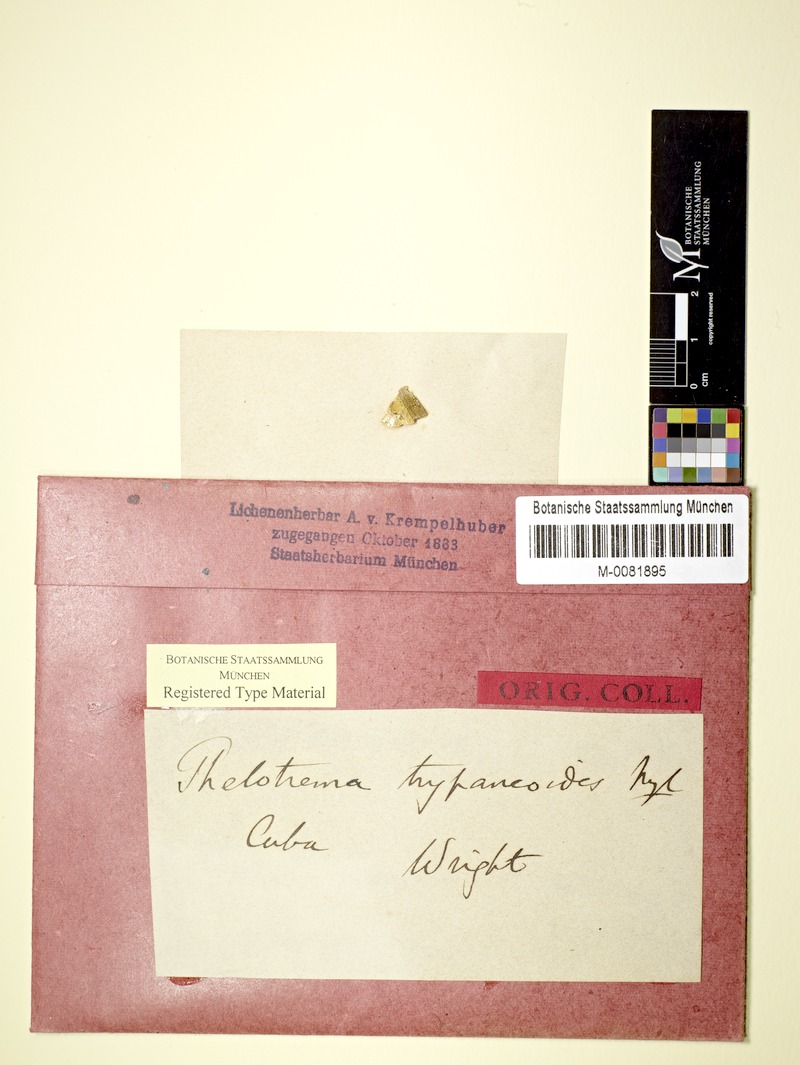 BOTANISCHE
STAATSSAMMLUNG
MÜNCHEN
M
0 1 2
cm
copyright reserved
Lichenenherbar A. v. Krempelhuber
zugegangen Oktober 1883
Staatsherbarium München
Botanische Staatssammlung München
M-0081895
BOTANISCHE STAATSSAMMLUNG
MÜNCHEN
Registered Type Material
ORIG. COLL.
Thelotrema trypaneoides Nyl
Cuba Wright